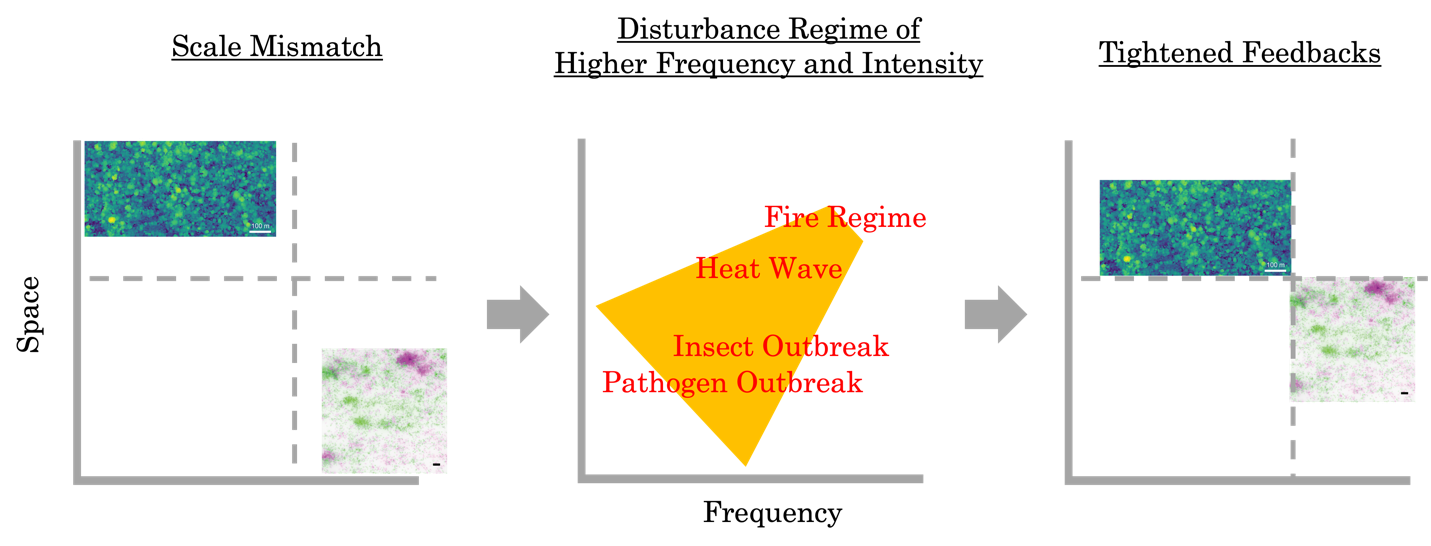 Scale Mismatch
Disturbance Regime of
Higher Frequency and Intensity
Tightened Feedbacks
Space
100 m
Fire Regime
Heat Wave
Insect Outbreak
Pathogen Outbreak
100 m
Frequency